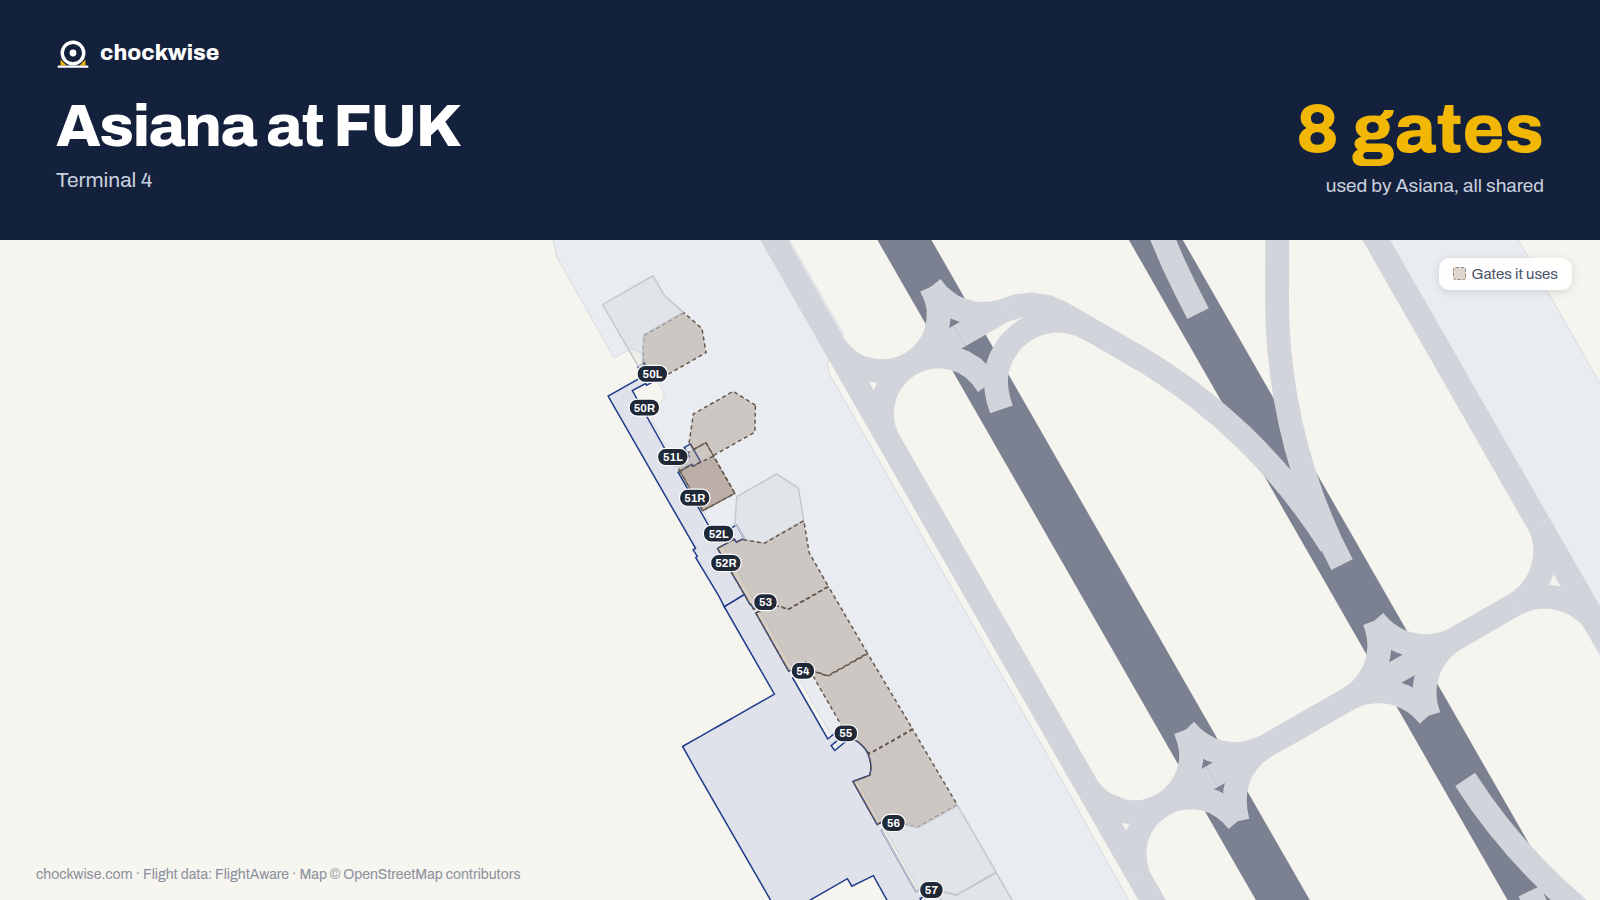 chockwise
Asiana at FUK
Terminal 4
8 gates
used by Asiana, all shared
Gates it uses
50L
50R
51L
51R
52L
52R
53
54
55
56
57
chockwise.com · Flight data: FlightAware · Map © OpenStreetMap contributors